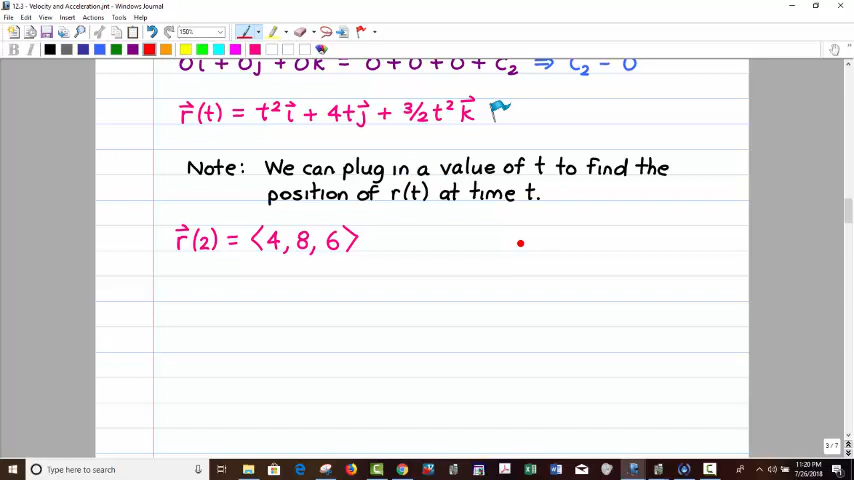 12.3 - Velocity and Acceleration.jnt - Windows Journal
File Edit View Insert Actions Tools Help
150%
B I
0i + 0j + 0k = 0 + 0 + 0 + C₂ ⇒ C₂ - 0
r⃗(t) = t² i⃗ + 4t j⃗ + 3/2 t² k⃗
Note: We can plug in a value of t to find the
position of r(t) at time t.
r⃗(2) = ⟨4, 8, 6⟩
3 / 7
Type here to search
11:20 PM
7/26/2018